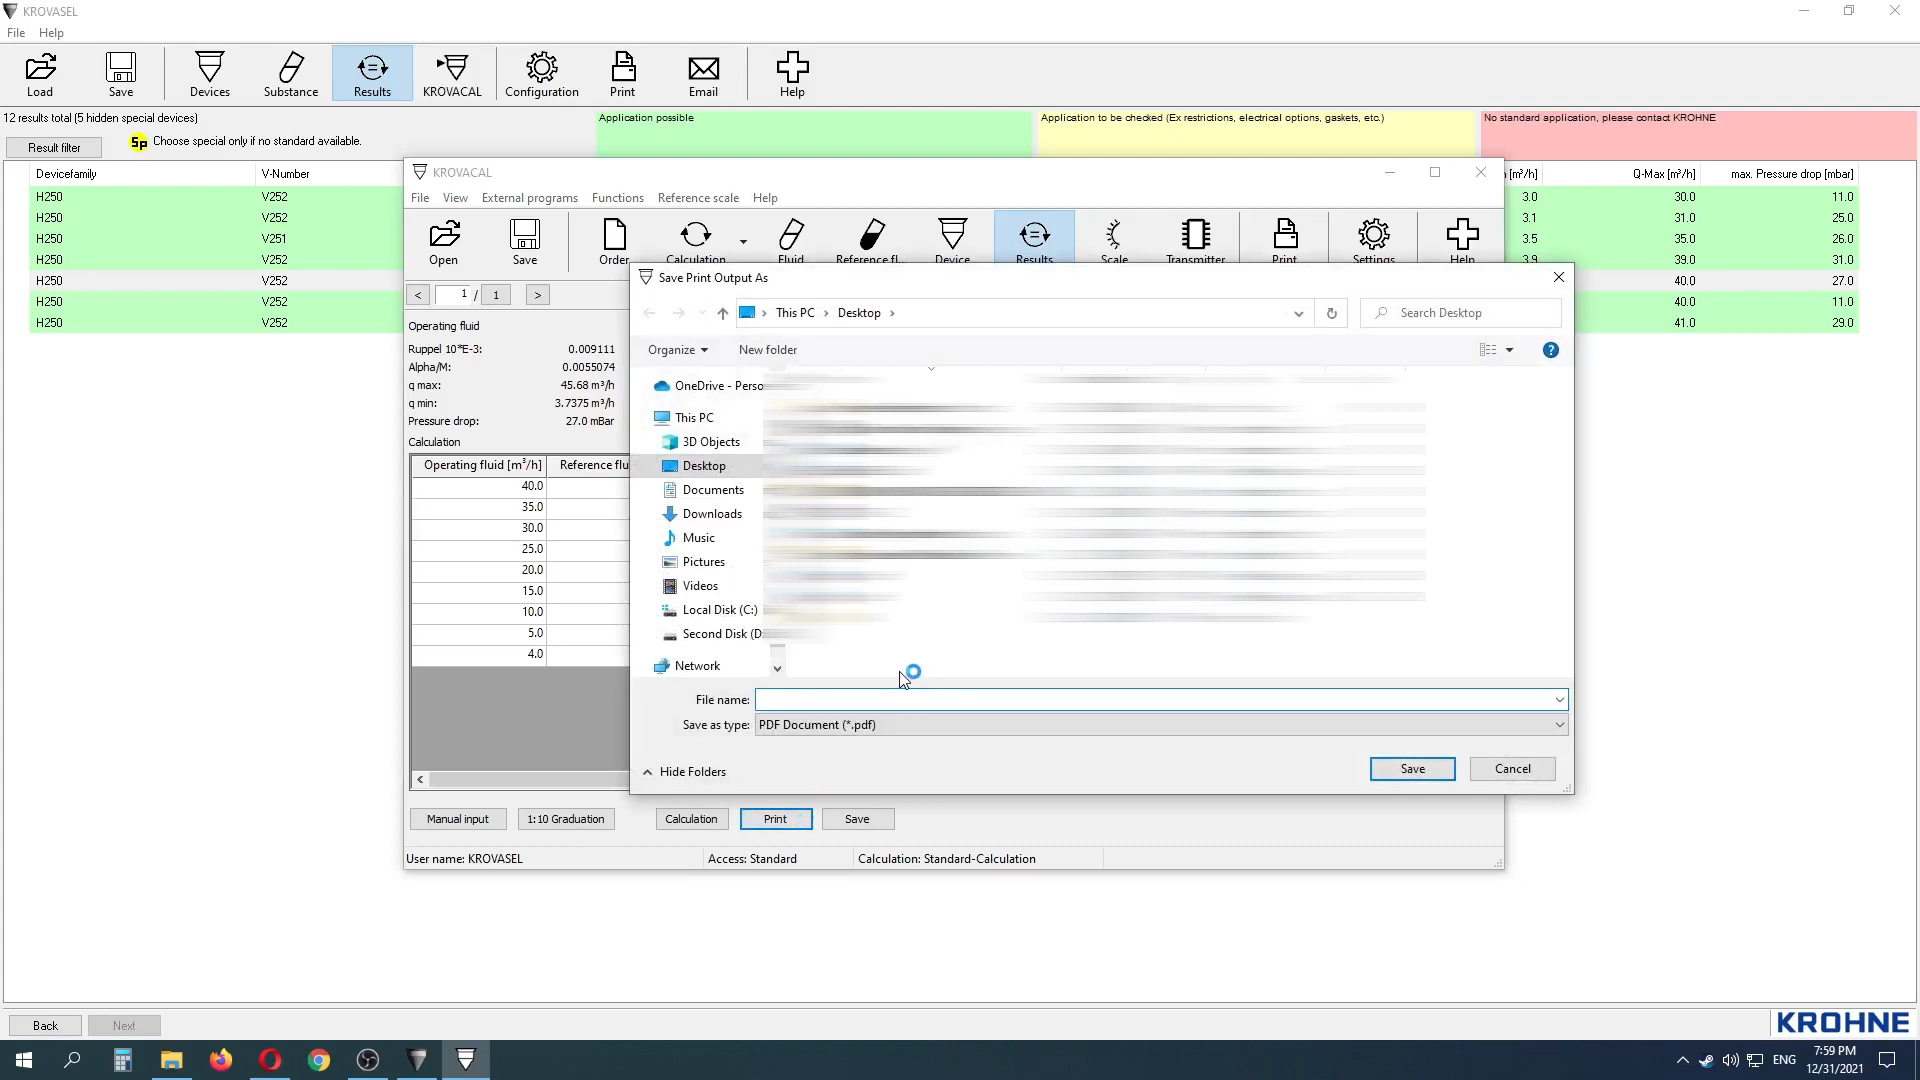 KROVASEL
File Help
Load Save Devices Substance Results KROVACAL Configuration Print Email Help
12 results total (5 hidden special devices)
Application possible
Application to be checked (Ex restrictions, electrical options, gaskets, etc.)
No standard application, please contact KROHNE
Result filter
Sp Choose special only if no standard available.
Devicefamily V-Number [m³/h] Q-Max [m³/h] max. Pressure drop [mbar]
H250 V252 3.0 30.0 11.0
H250 V252 3.1 31.0 25.0
H250 V251 3.5 35.0 26.0
H250 V252 3.9 39.0 31.0
H250 V252 40.0 27.0
H250 V252 40.0 11.0
H250 V252 41.0 29.0
KROVACAL
File View External programs Functions Reference scale Help
Open Save Order Calculation Fluid Reference fl... Device Results Scale Transmitter Print Settings Help
< 1 / 1 >
Operating fluid
Ruppel 10*E-3: 0.009111
Alpha/M: 0.0055074
q max: 45.68 m³/h
q min: 3.7375 m³/h
Pressure drop: 27.0 mBar
Calculation
Operating fluid [m³/h] Reference flu
40.0
35.0
30.0
25.0
20.0
15.0
10.0
5.0
4.0
Save Print Output As
This PC > Desktop >
Search Desktop
Organize New folder
OneDrive - Perso
This PC
3D Objects
Desktop
Documents
Downloads
Music
Pictures
Videos
Local Disk (C:)
Second Disk (D:
Network
File name:
Save as type: PDF Document (*.pdf)
Hide Folders
Save Cancel
Manual input 1:10 Graduation Calculation Print Save
User name: KROVASEL Access: Standard Calculation: Standard-Calculation
Back Next
KROHNE
ENG 7:59 PM
12/31/2021